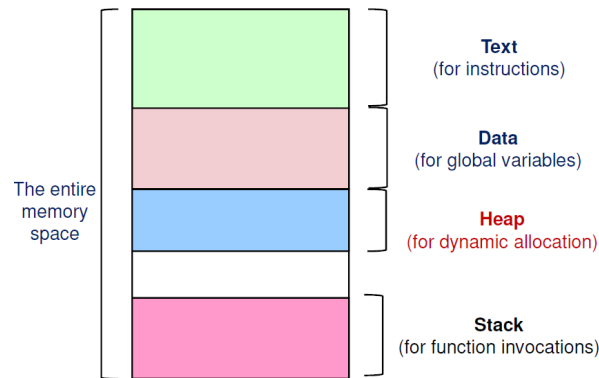 Text
(for instructions)
Data
(for global variables)
The entire
memory
space
Heap
(for dynamic allocation)
Stack
(for function invocations)